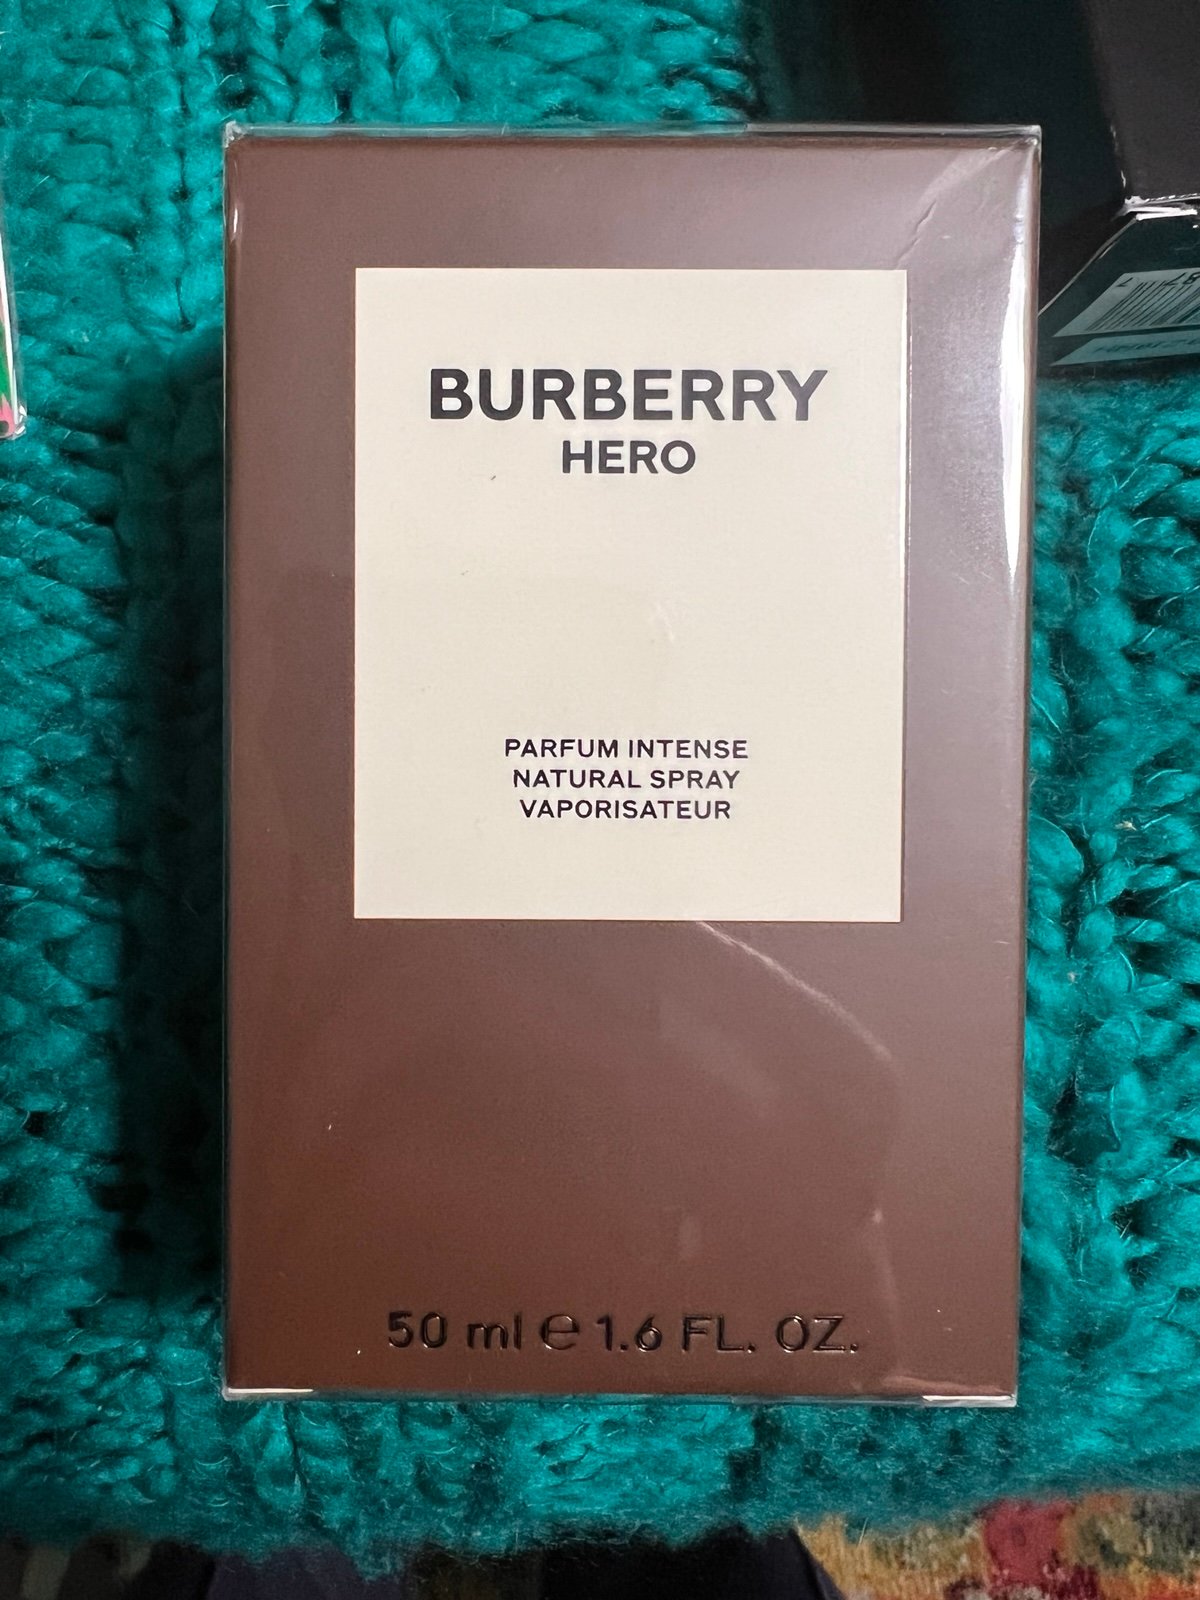 BURBERRY
HERO
PARFUM INTENSE
NATURAL SPRAY
VAPORISATEUR
50 ml ℮ 1.6 FL. OZ.